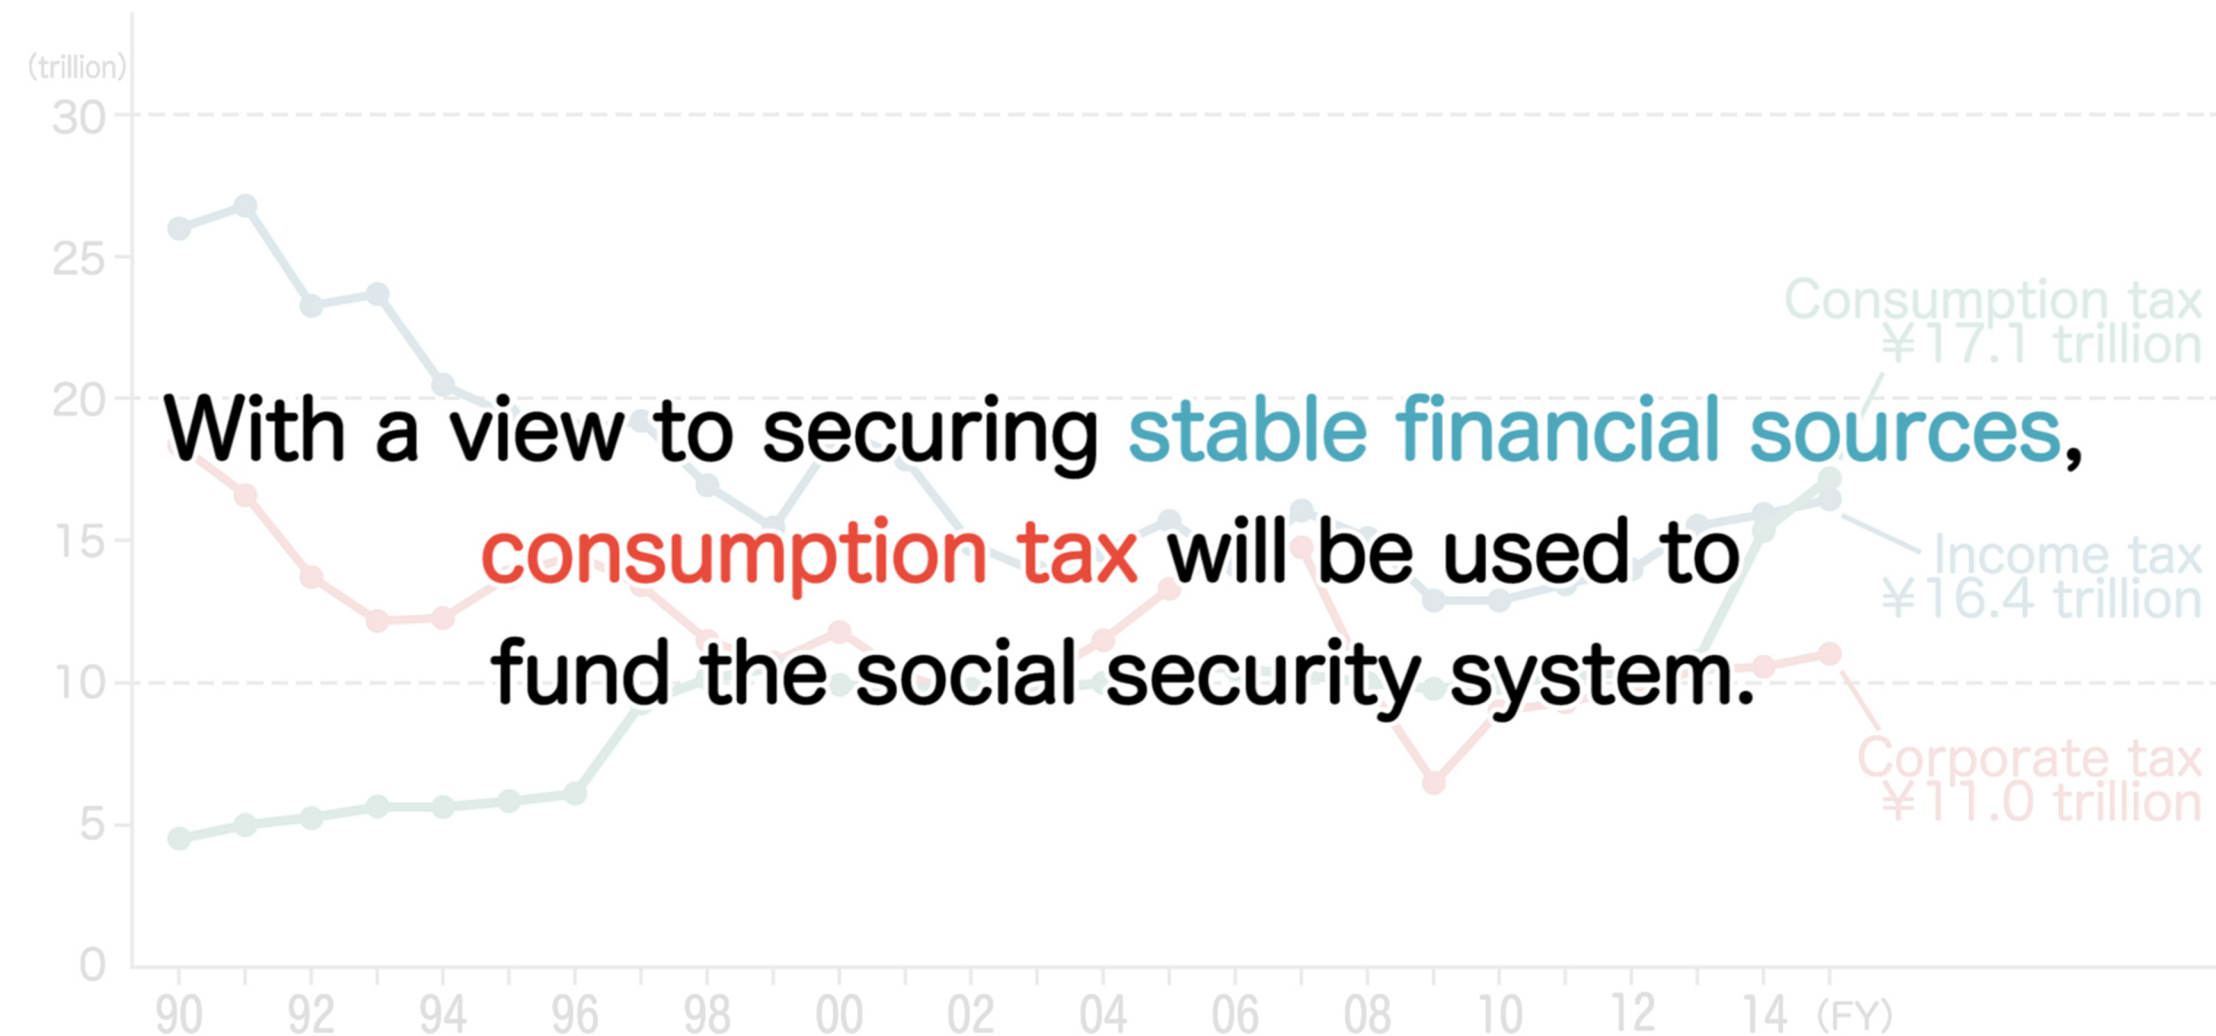 (trillion)
30
25
20
15
10
5
0
With a view to securing stable financial sources,
consumption tax will be used to
fund the social security system.
Consumption tax
¥17.1 trillion
Income tax
¥16.4 trillion
Corporate tax
¥11.0 trillion
90 92 94 96 98 00 02 04 06 08 10 12 14 (FY)